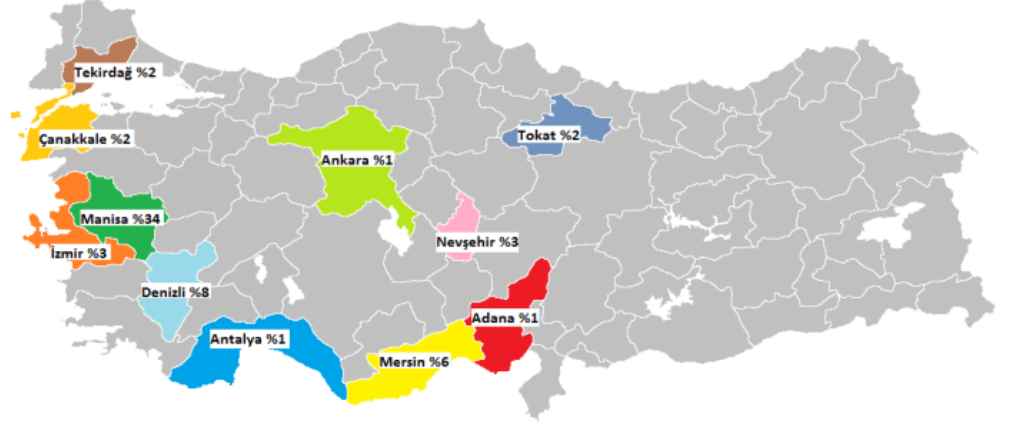 Tekirdağ %2
Çanakkale %2
Tokat %2
Ankara %1
Manisa %34
Nevşehir %3
İzmir %3
Denizli %8
Adana %1
Antalya %1
Mersin %6